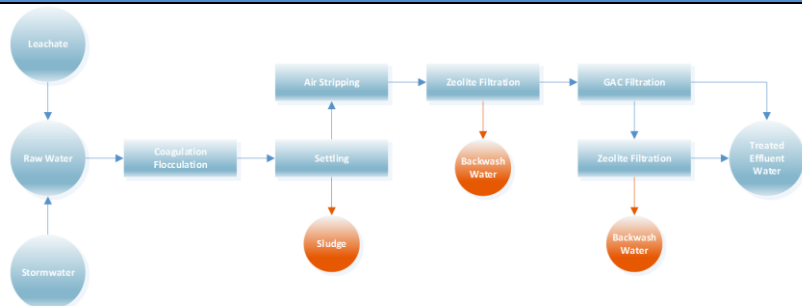 Leachate
Air Stripping
Zeolite Filtration
GAC Filtration
Raw Water
Coagulation
Flocculation
Settling
Backwash
Water
Zeolite Filtration
Treated
Effluent
Water
Sludge
Backwash
Water
Stormwater